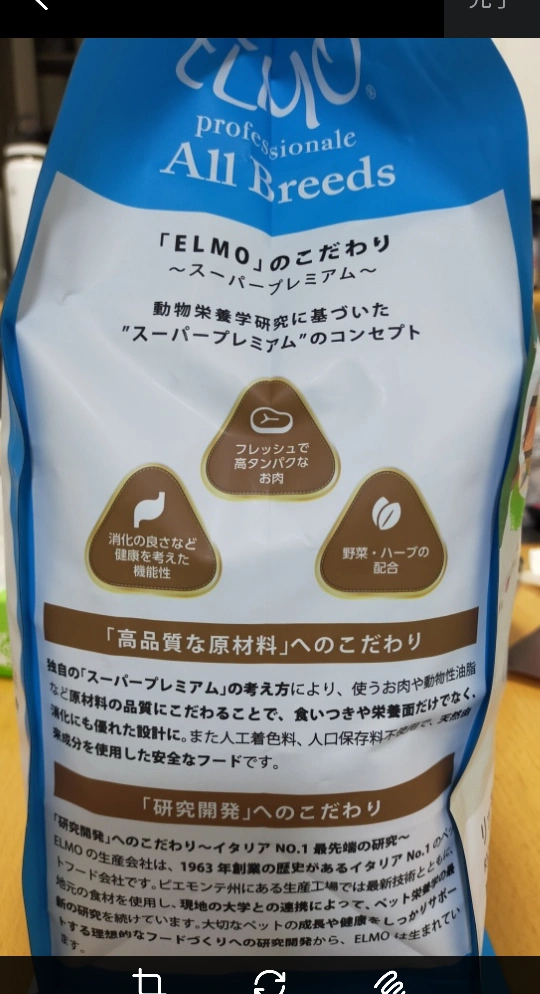 完了
ELMO®
professionale
All Breeds
「ELMO」のこだわり
～スーパープレミアム～
動物栄養学研究に基づいた
"スーパープレミアム"のコンセプト
フレッシュで
高タンパクな
お肉
消化の良さなど
健康を考えた
機能性
野菜・ハーブの
配合
「高品質な原材料」へのこだわり
独自の「スーパープレミアム」の考え方により、使うお肉や動物性油脂
など原材料の品質にこだわることで、食いつきや栄養面だけでなく、
消化にも優れた設計に。また人工着色料、人口保存料不使用で、天然由
来成分を使用した安全なフードです。
「研究開発」へのこだわり
「研究開発」へのこだわり～イタリア NO.1 最先端の研究～
ELMO の生産会社は、1963 年創業の歴史があるイタリア No.1 のペッ
トフード会社です。ピエモンテ州にある生産工場では最新技術とともに、
地元の食材を使用し、現地の大学との連携によって、ペット栄養学の最
新の研究を続けています。大切なペットの成長や健康をしっかりサポー
トする理想的なフードづくりへの研究開発から、ELMO は生まれてい
ます。